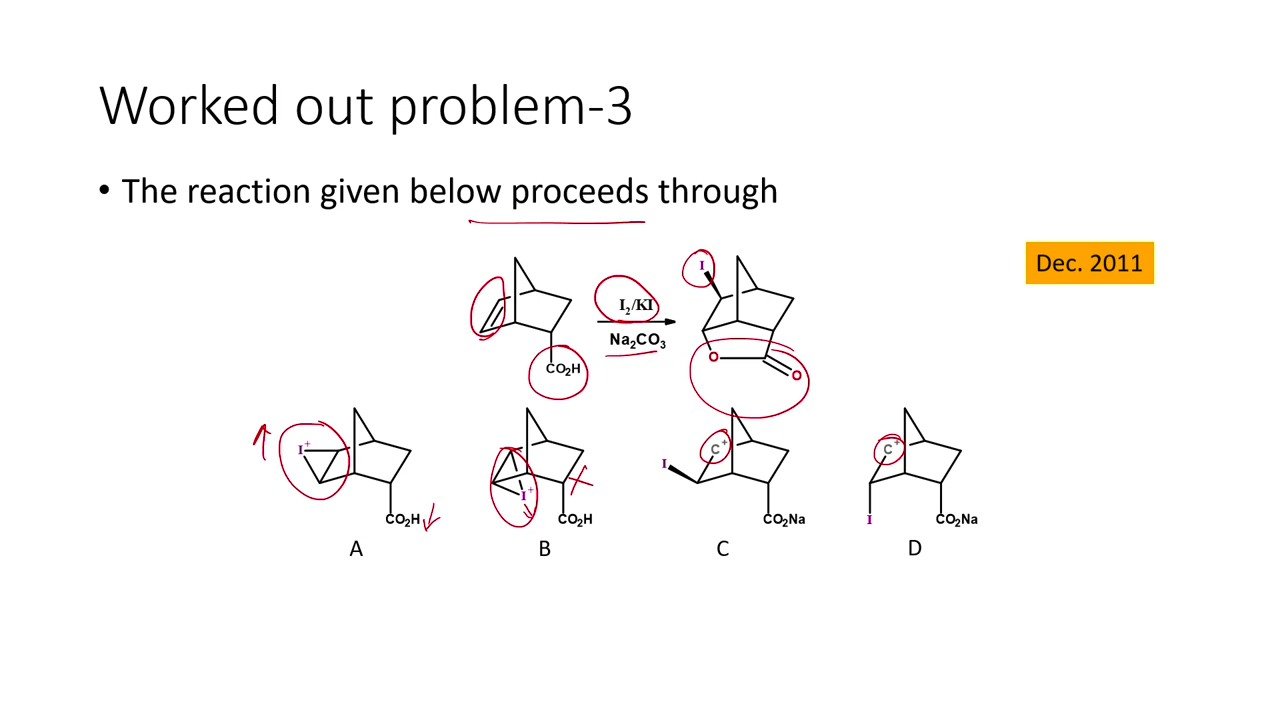 Worked out problem-3
• The reaction given below proceeds through
Dec. 2011
I
I₂/KI
Na₂CO₃
CO₂H
O
O
I⁺
CO₂H
I⁺
CO₂H
I
C⁺
CO₂Na
C⁺
I
CO₂Na
A
B
C
D